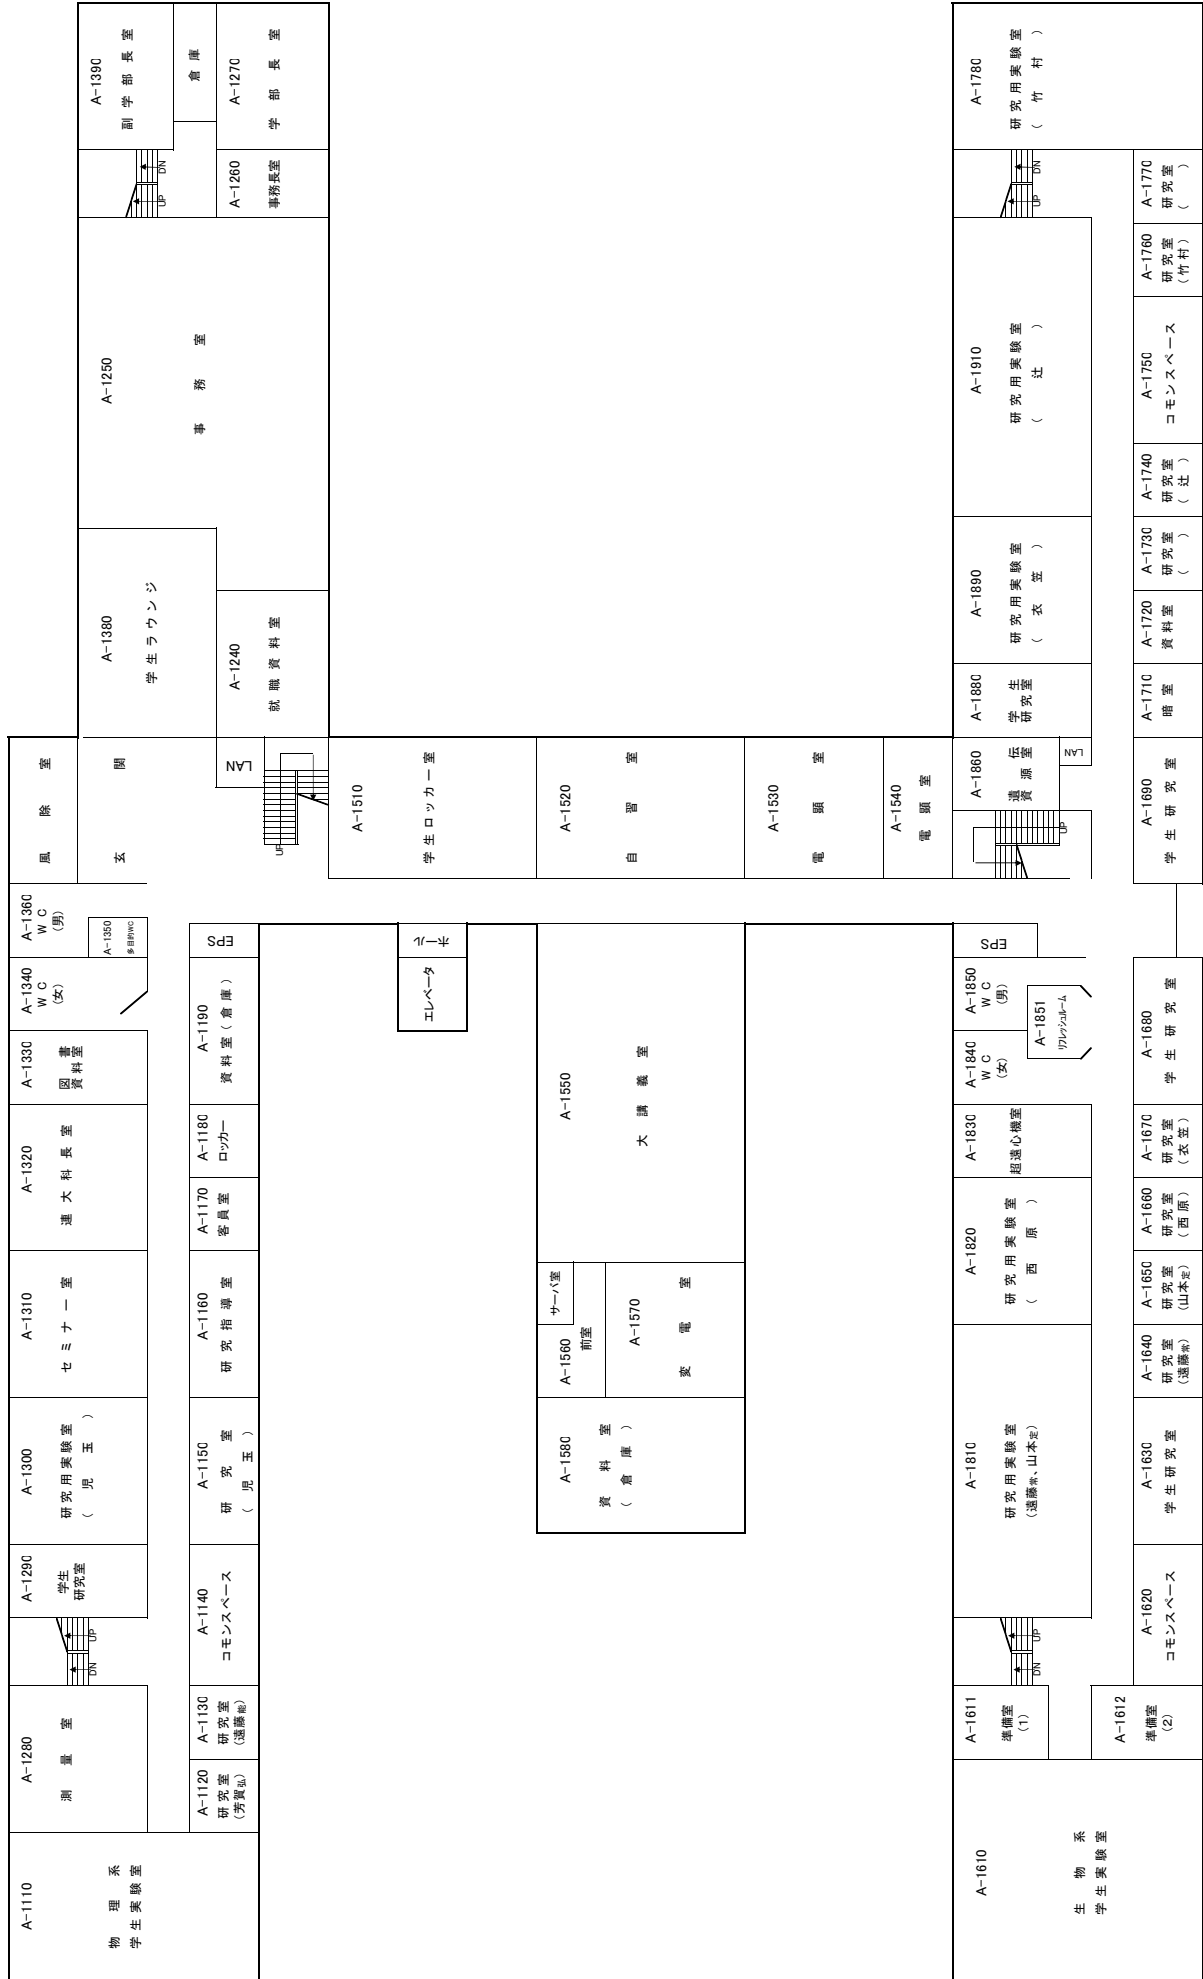 A-1390
副学部長室
倉庫
A-1270
学部長室
A-1260
事務長室
UP
DN
A-1250
事務室
A-1380
学生ラウンジ
A-1240
就職資料室
A-1780
研究用実験室
(竹村)
UP
DN
A-1770
研究室
( )
A-1760
研究室
(竹村)
A-1910
研究用実験室
(辻)
A-1750
コモンスペース
A-1740
研究室
(辻)
A-1890
研究用実験室
(衣笠)
A-1730
研究室
( )
A-1720
資料室
A-1880
学生
研究室
A-1710
暗室
風除室
玄関
LAN
UP
A-1510
学生ロッカー室
A-1520
自習室
A-1530
電顕室
A-1540
電顕室
A-1860
遺伝
資源室
LAN
UP
A-1690
学生研究室
A-1360
WC
(男)
A-1350
多目的WC
EPS
ホール
エレベータ
A-1340
WC
(女)
A-1330
図書
資料室
A-1190
資料室(倉庫)
A-1320
連大科長室
A-1180
ロッカー
A-1170
客員室
A-1310
セミナー室
A-1160
研究指導室
A-1300
研究用実験室
(児玉)
A-1150
研究室
(児玉)
A-1290
学生
研究室
A-1140
コモンスペース
DN
UP
A-1280
測量室
A-1130
研究室
(遠藤能)
A-1120
研究室
(芳賀弘)
A-1110
物理系
学生実験室
A-1550
大講義室
サーバ室
A-1560
前室
A-1570
変電室
A-1580
資料室
(倉庫)
EPS
A-1850
WC
(男)
A-1851
リフレッシュルーム
A-1840
WC
(女)
A-1680
学生研究室
A-1830
超遠心機室
A-1670
研究室
(衣笠)
A-1820
研究用実験室
(西原)
A-1660
研究室
(西原)
A-1650
研究室
(山本定)
A-1810
研究用実験室
(遠藤常、山本定)
A-1640
研究室
(遠藤常)
A-1630
学生研究室
A-1620
コモンスペース
DN
UP
A-1611
準備室
(1)
A-1612
準備室
(2)
A-1610
生物系
学生実験室